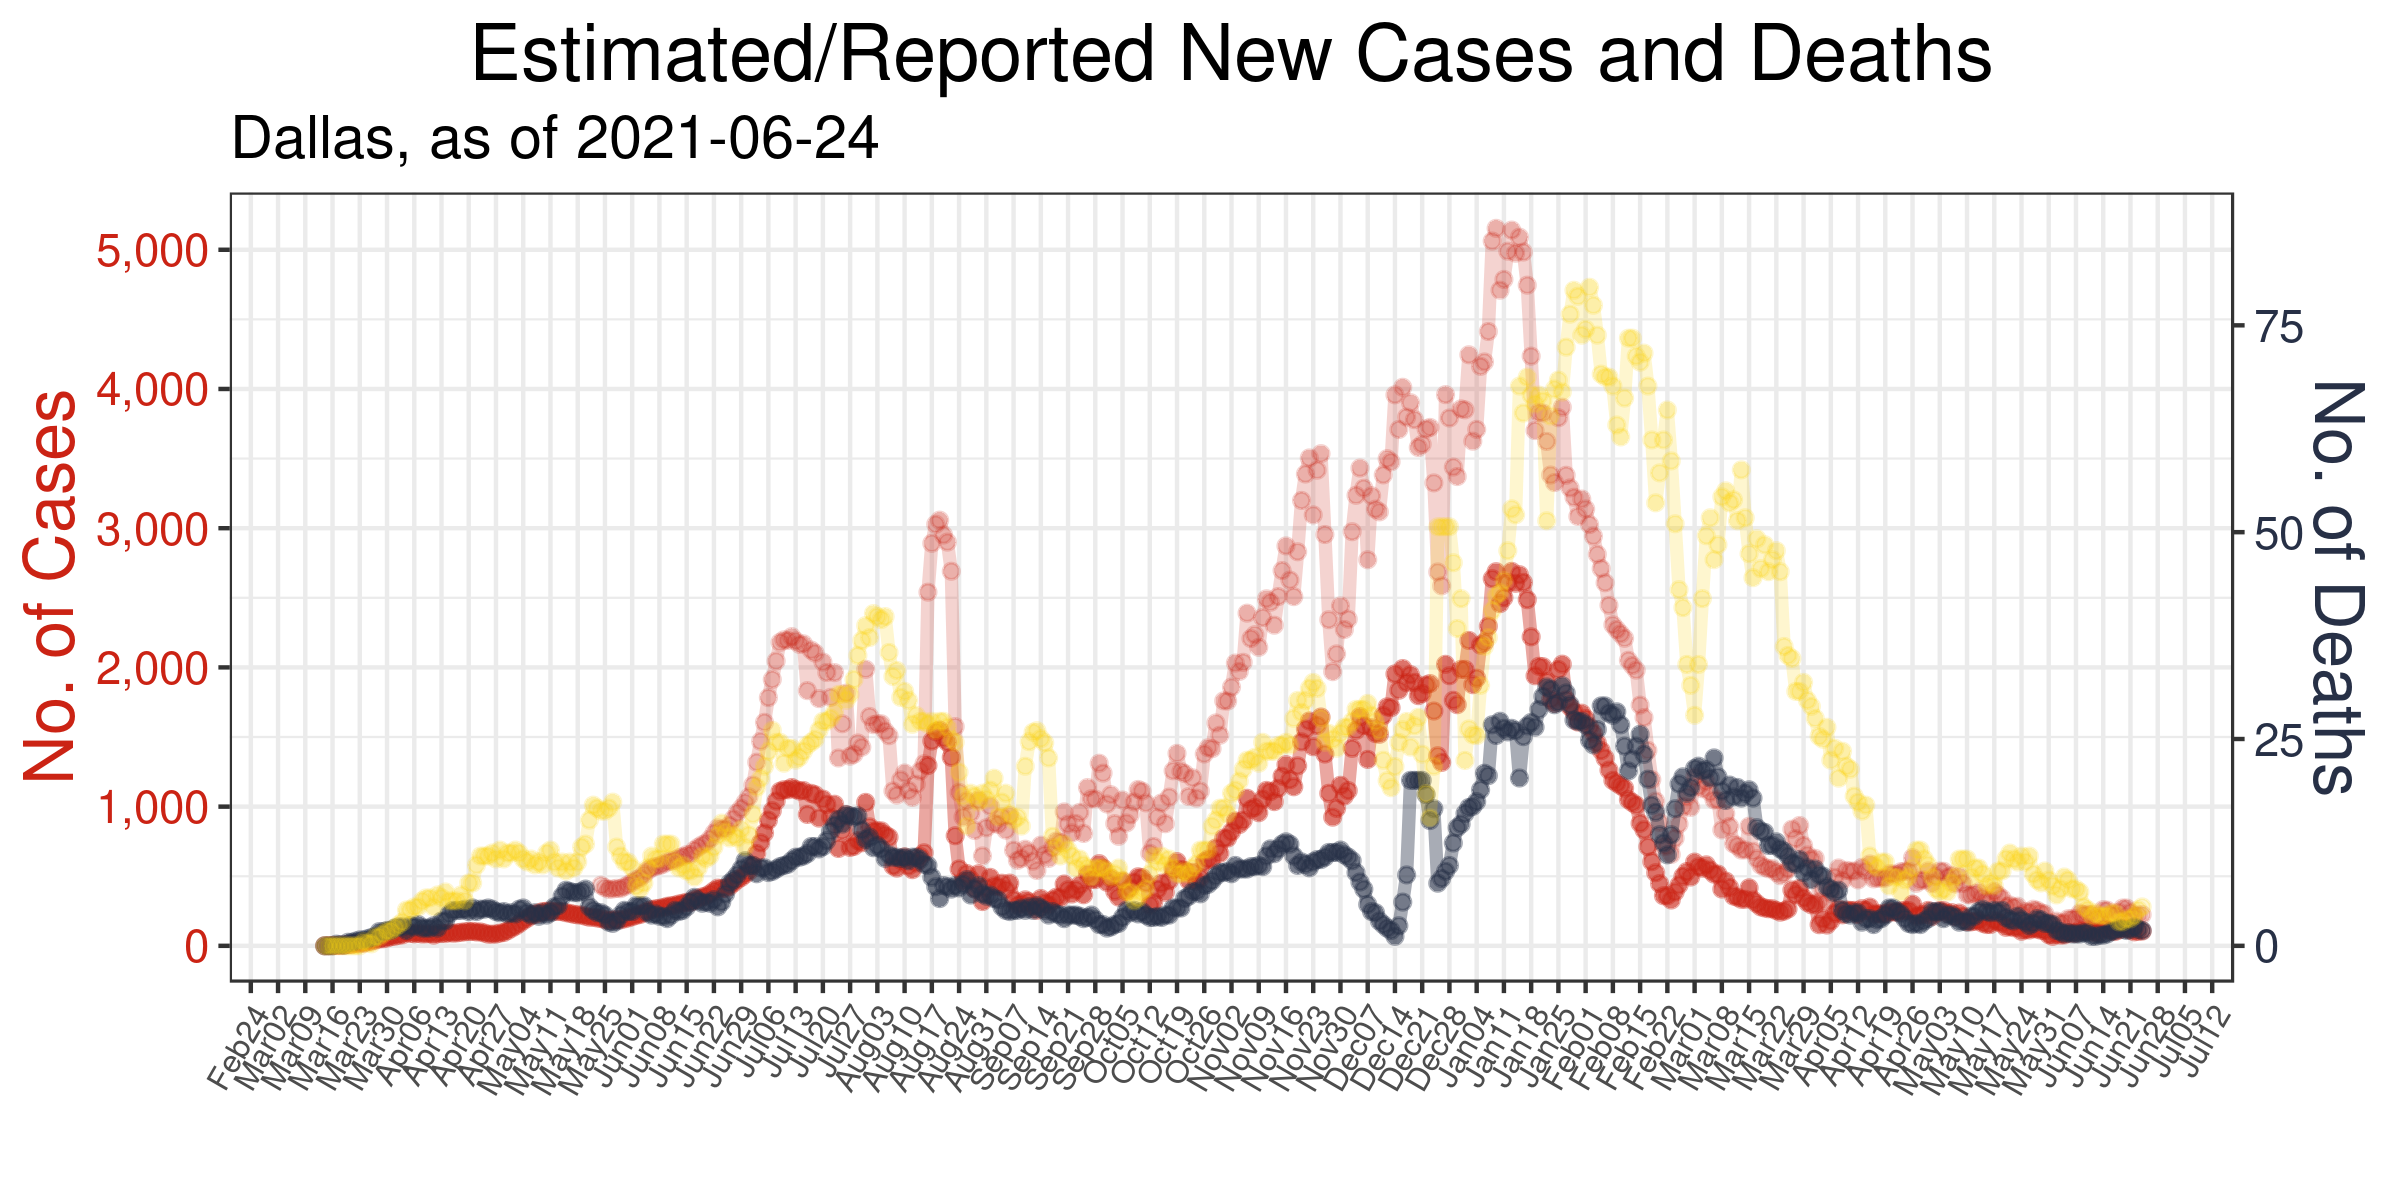 Estimated/Reported New Cases and Deaths
Dallas, as of 2021-06-24
No. of Cases
5,000
4,000
3,000
2,000
1,000
0
75
50
25
0
No. of Deaths
Feb24
Mar02
Mar09
Mar16
Mar23
Mar30
Apr06
Apr13
Apr20
Apr27
May04
May11
May18
May25
Jun01
Jun08
Jun15
Jun22
Jun29
Jul06
Jul13
Jul20
Jul27
Aug03
Aug10
Aug17
Aug24
Aug31
Sep07
Sep14
Sep21
Sep28
Oct05
Oct12
Oct19
Oct26
Nov02
Nov09
Nov16
Nov23
Nov30
Dec07
Dec14
Dec21
Dec28
Jan04
Jan11
Jan18
Jan25
Feb01
Feb08
Feb15
Feb22
Mar01
Mar08
Mar15
Mar22
Mar29
Apr05
Apr12
Apr19
Apr26
May03
May10
May17
May24
May31
Jun07
Jun14
Jun21
Jun28
Jul05
Jul12